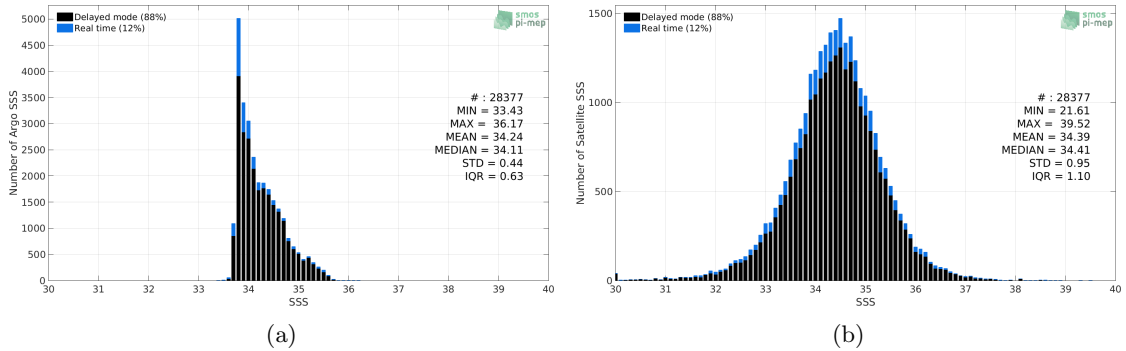 Delayed mode (88%)
Real time (12%)
smos
pi-mep
Number of Argo SSS
5000
4500
4000
3500
3000
2500
2000
1500
1000
500
0
# : 28377
MIN = 33.43
MAX = 36.17
MEAN = 34.24
MEDIAN = 34.11
STD = 0.44
IQR = 0.63
30 31 32 33 34 35 36 37 38 39 40
SSS
(a)
Delayed mode (88%)
Real time (12%)
smos
pi-mep
Number of Satellite SSS
1500
1000
500
0
# : 28377
MIN = 21.61
MAX = 39.52
MEAN = 34.39
MEDIAN = 34.41
STD = 0.95
IQR = 1.10
30 31 32 33 34 35 36 37 38 39 40
SSS
(b)